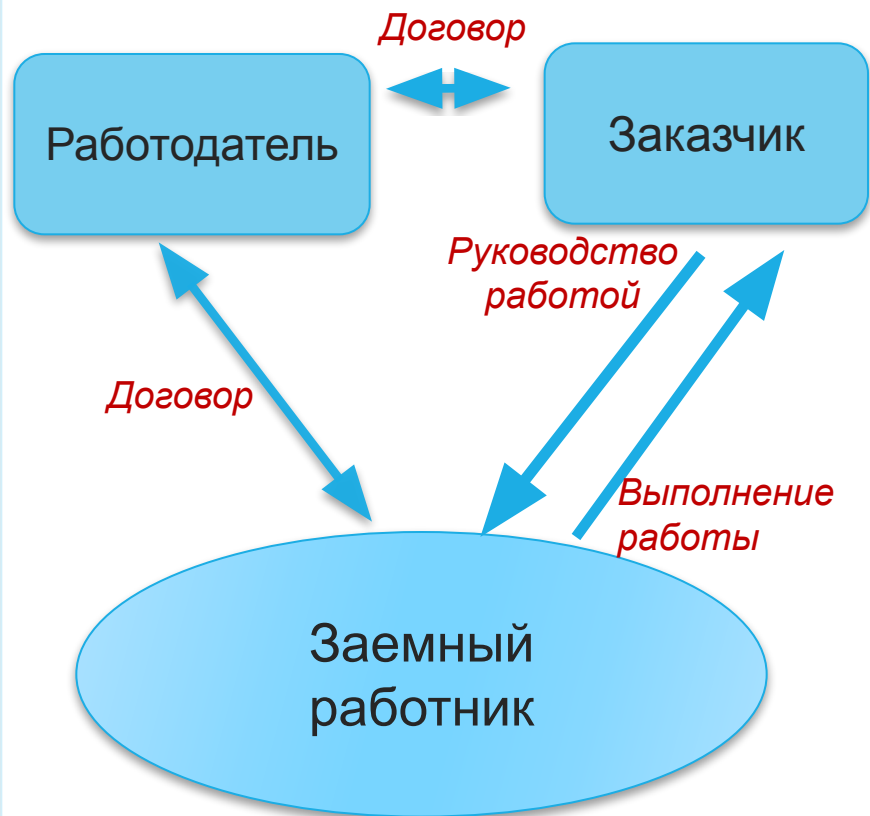 Договор
Работодатель
Заказчик
Руководство
работой
Договор
Выполнение
работы
Заемный
работник